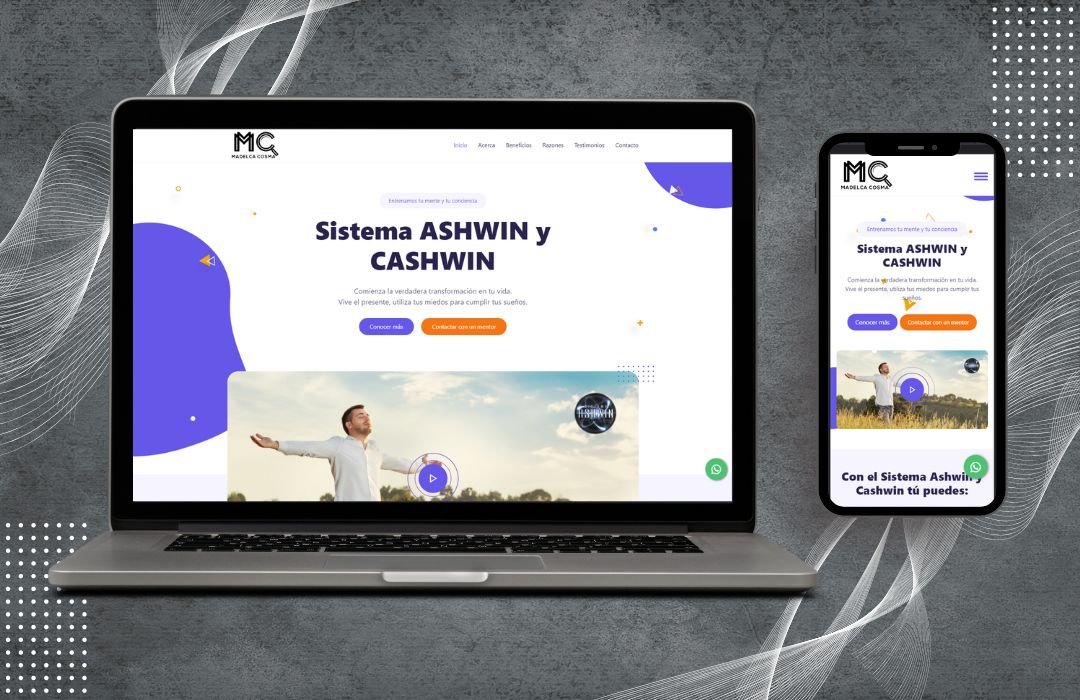 MC
MADELCA COSMA
Inicio Acerca Beneficios Razones Testimonios Contacto
Entrenamos tu mente y tu conciencia
Sistema ASHWIN y
CASHWIN
Comienza la verdadera transformación en tu vida.
Vive el presente, utiliza tus miedos para cumplir tus sueños.
Conocer más Contactar con un mentor
ASHWIN
MC
MADELCA COSMA
Entrenamos tu mente y tu conciencia
Sistema ASHWIN y
CASHWIN
Comienza la verdadera transformación en tu vida.
Vive el presente, utiliza tus miedos para cumplir tus
sueños.
Conocer más Contactar con un mentor
Con el Sistema Ashwin y
Cashwin tú puedes: